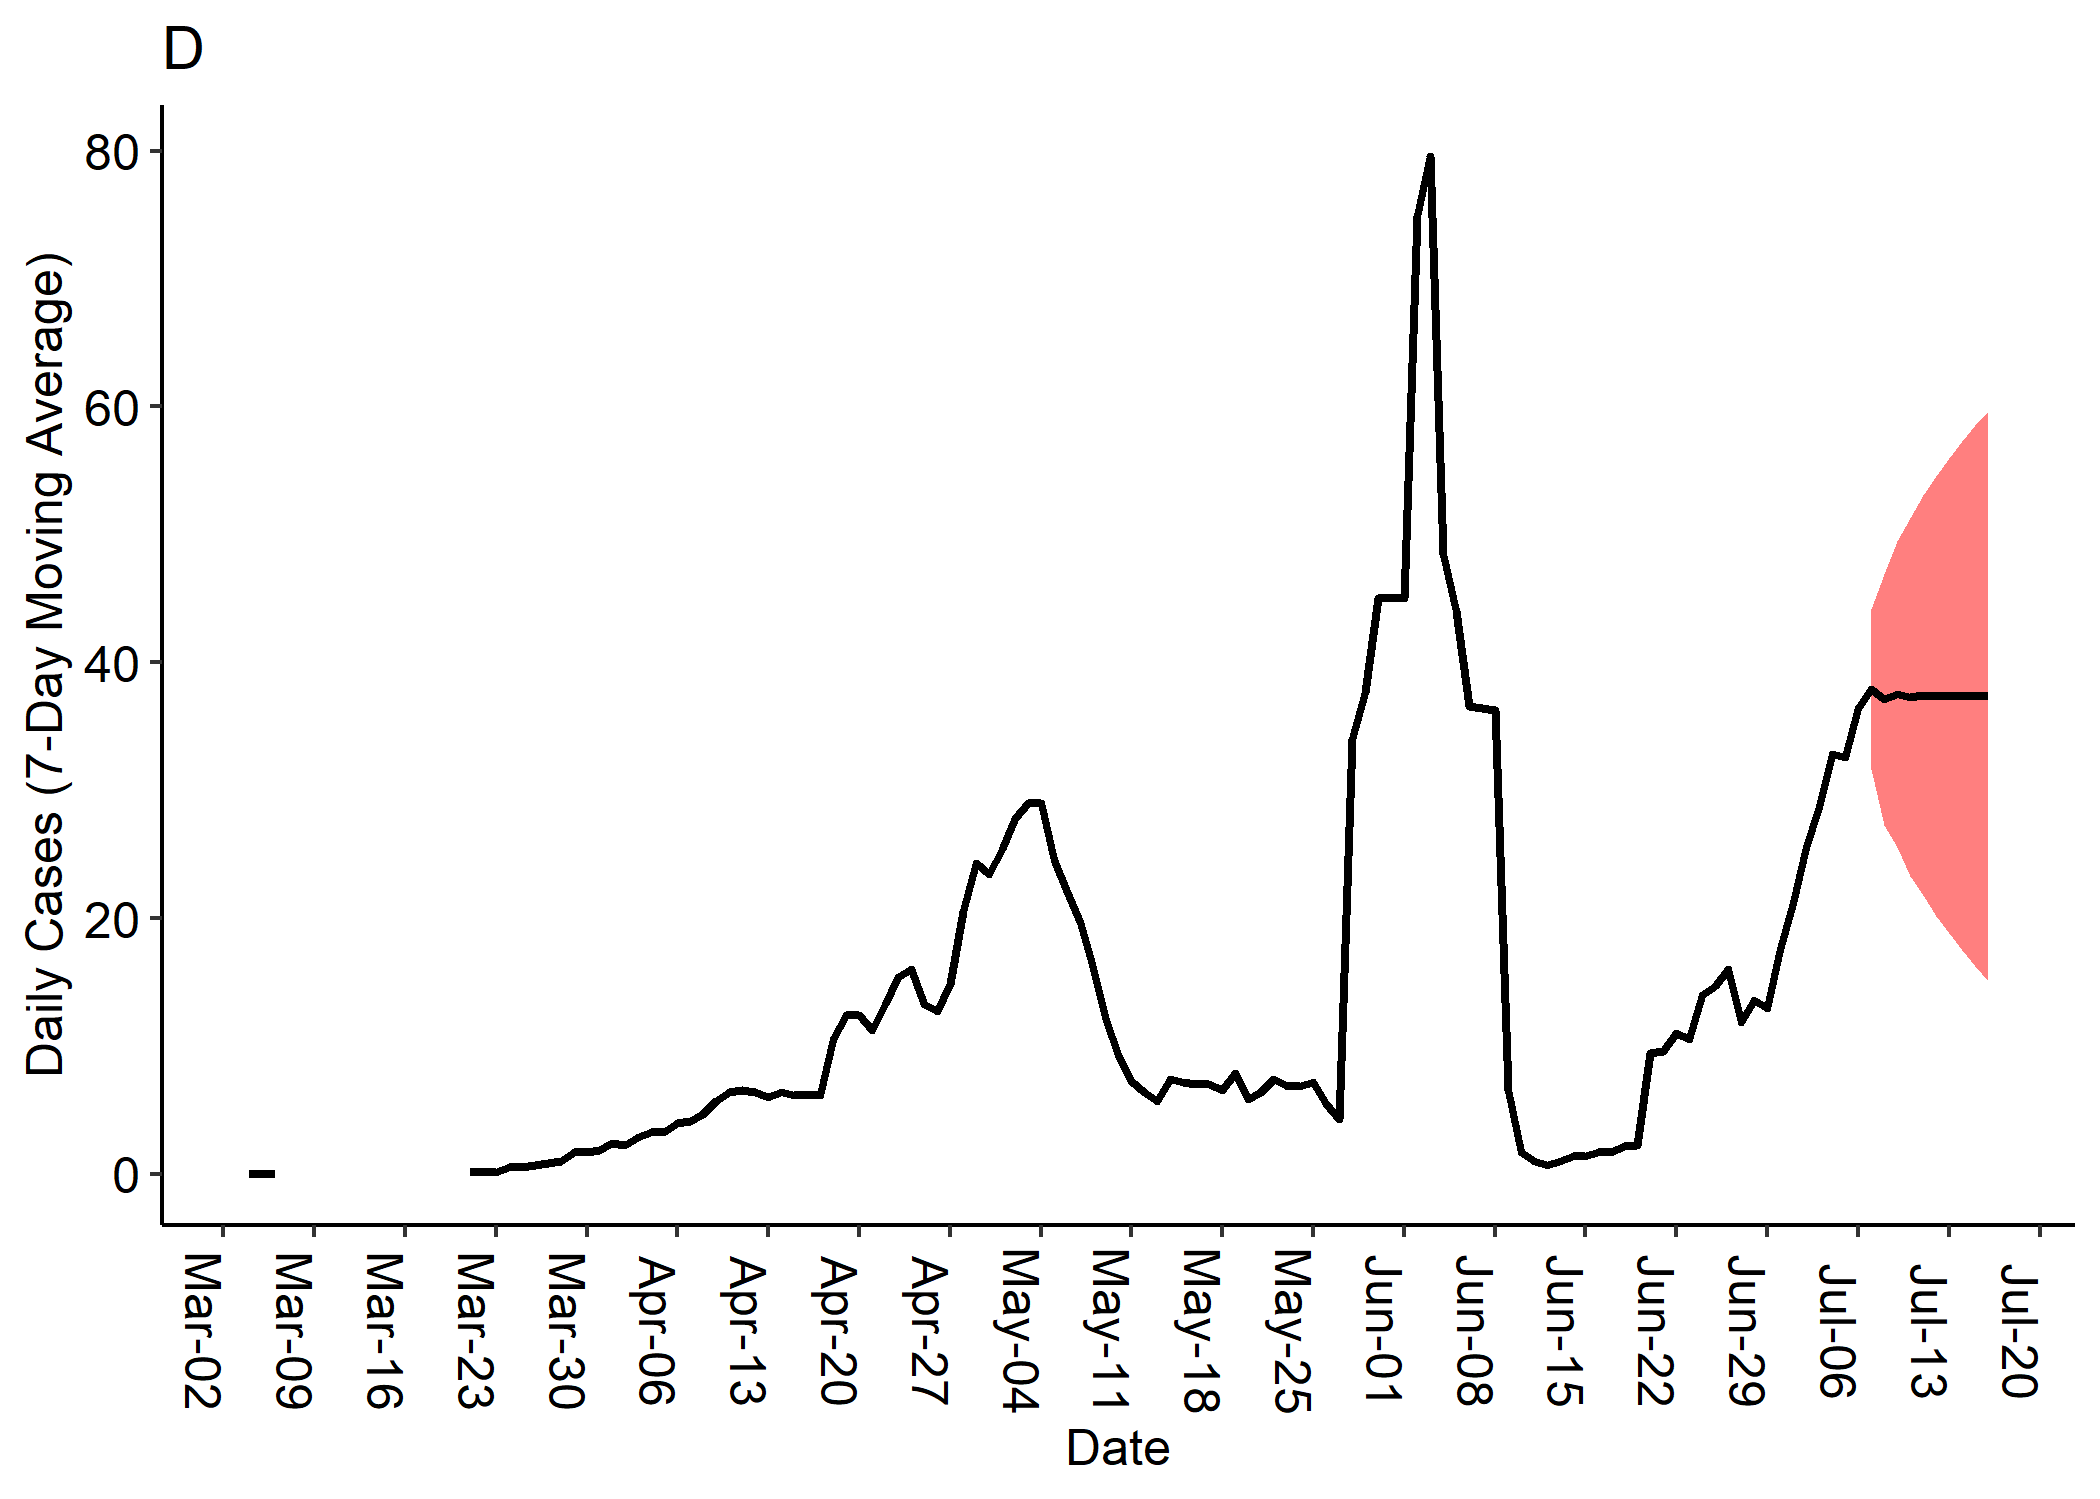 D
Daily Cases (7-Day Moving Average)
80
60
40
20
0
Mar-02
Mar-09
Mar-16
Mar-23
Mar-30
Apr-06
Apr-13
Apr-20
Apr-27
May-04
May-11
May-18
May-25
Jun-01
Jun-08
Jun-15
Jun-22
Jun-29
Jul-06
Jul-13
Jul-20
Date